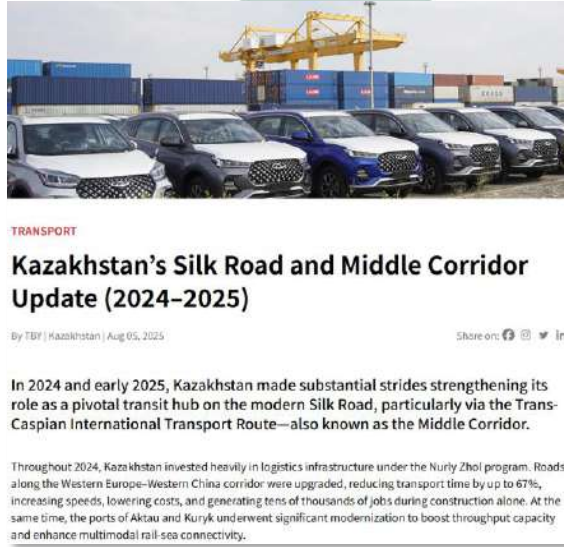 TRANSPORT
Kazakhstan’s Silk Road and Middle Corridor
Update (2024–2025)
By TBY | Kazakhstan | Aug 05, 2025
Share on:
In 2024 and early 2025, Kazakhstan made substantial strides strengthening its
role as a pivotal transit hub on the modern Silk Road, particularly via the Trans-
Caspian International Transport Route—also known as the Middle Corridor.
Throughout 2024, Kazakhstan invested heavily in logistics infrastructure under the Nurly Zhol program. Roads
along the Western Europe–Western China corridor were upgraded, reducing transport time by up to 67%,
increasing speeds, lowering costs, and generating tens of thousands of jobs during construction alone. At the
same time, the ports of Aktau and Kuryk underwent significant modernization to boost throughput capacity
and enhance multimodal rail-sea connectivity.